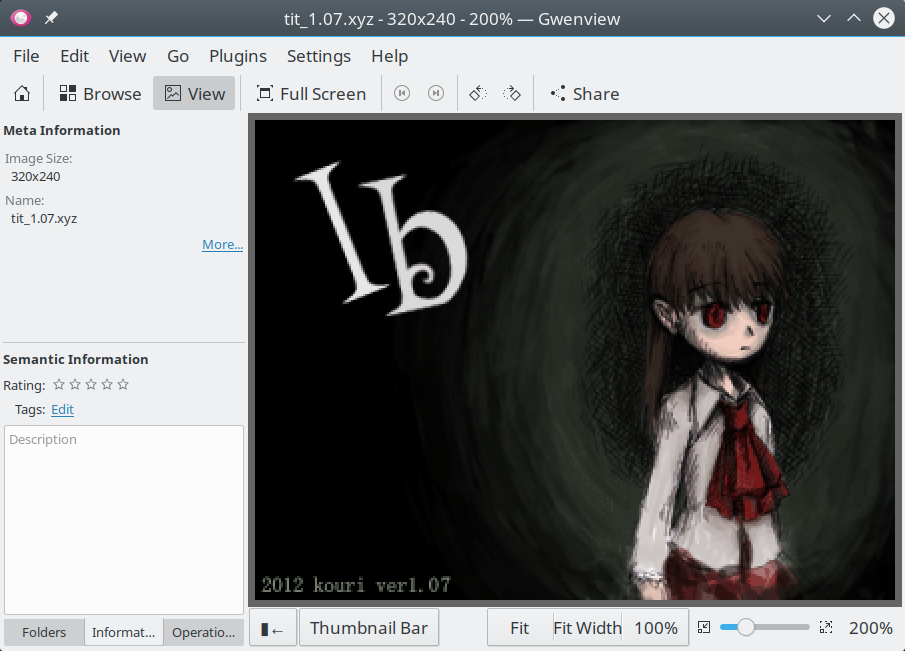 tit_1.07.xyz - 320x240 - 200% — Gwenview
File Edit View Go Plugins Settings Help
Browse View Full Screen Share
Meta Information
Image Size:
320x240
Name:
tit_1.07.xyz
More...
Semantic Information
Rating:
Tags: Edit
Description
Folders Informat... Operatio...
Ib
2012 kouri ver1.07
Thumbnail Bar Fit Fit Width 100% 200%